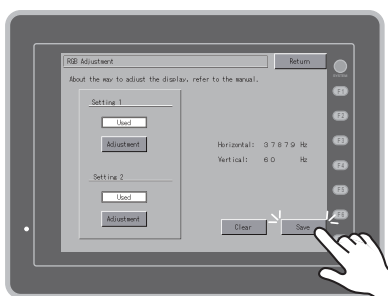 RGB Adjustment
Return
SYSTEM
About the way to adjust the display, refer to the manual.
F1
Setting 1
F2
Used
Adjustment
Horizontal: 37879 Hz
F3
Vertical: 60 Hz
F4
Setting 2
F5
Used
Adjustment
F6
Clear
Save